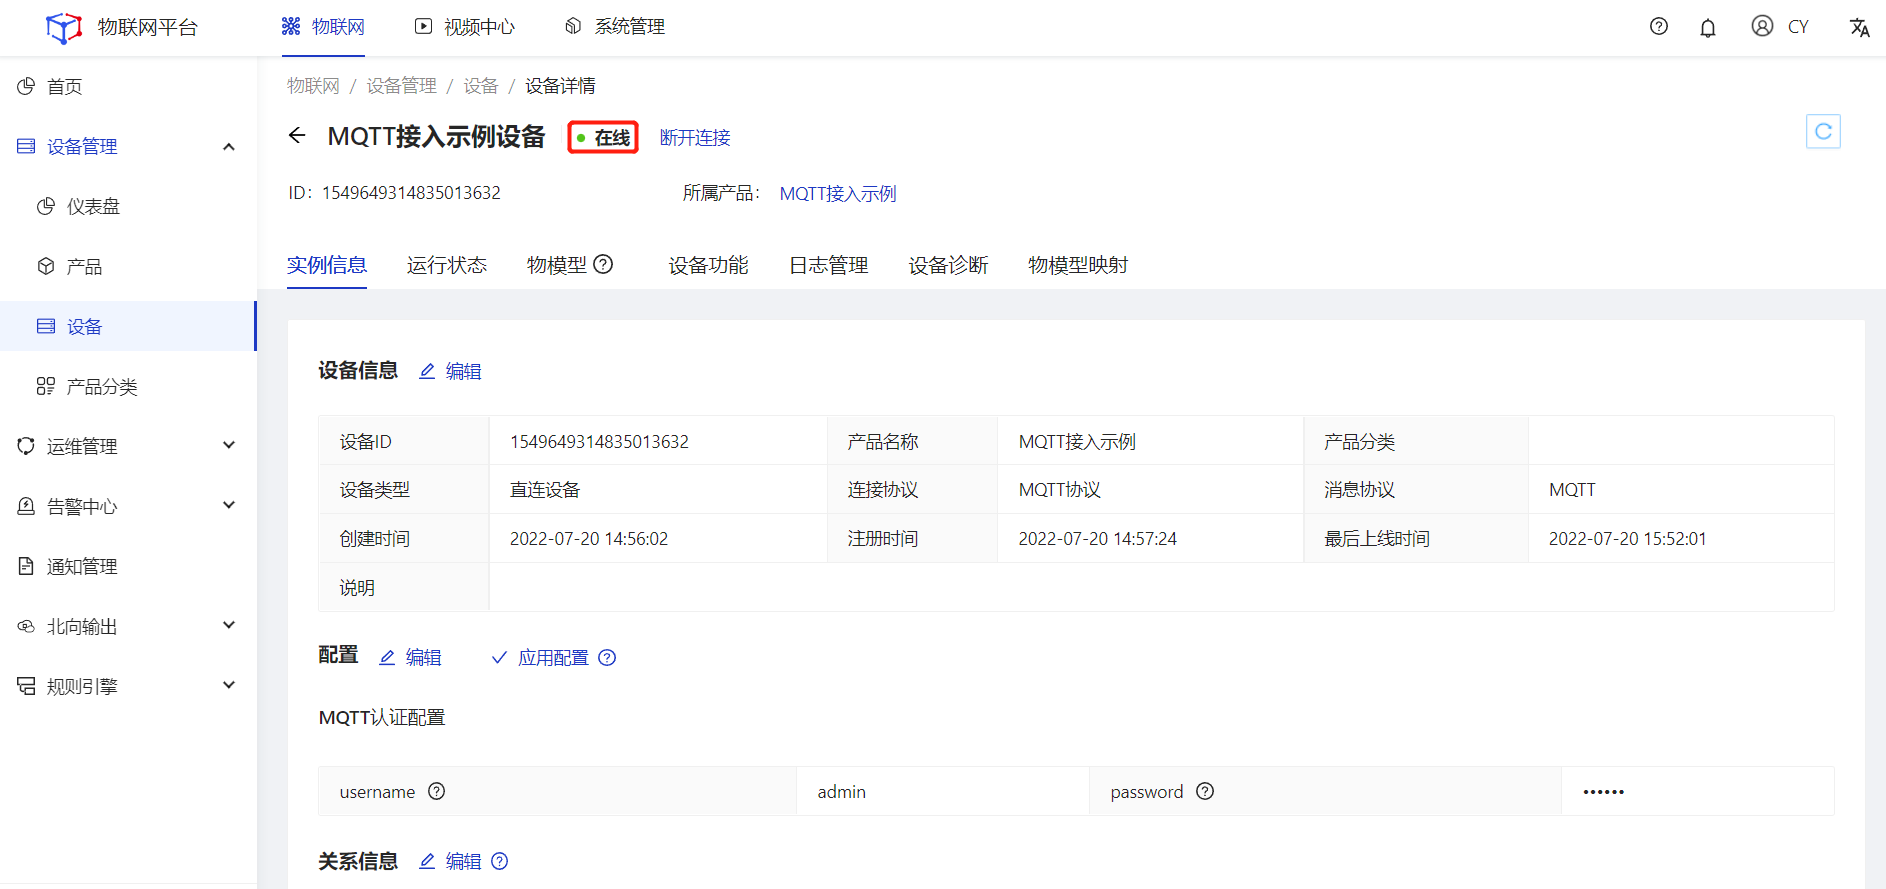 物联网平台
物联网
视频中心
系统管理
CY
首页
设备管理
仪表盘
产品
设备
产品分类
运维管理
告警中心
通知管理
北向输出
规则引擎
物联网 / 设备管理 / 设备 / 设备详情
MQTT接入示例设备 在线 断开连接
ID： 1549649314835013632 所属产品： MQTT接入示例
实例信息 运行状态 物模型 设备功能 日志管理 设备诊断 物模型映射
设备信息 编辑
设备ID 1549649314835013632 产品名称 MQTT接入示例 产品分类
设备类型 直连设备 连接协议 MQTT协议 消息协议 MQTT
创建时间 2022-07-20 14:56:02 注册时间 2022-07-20 14:57:24 最后上线时间 2022-07-20 15:52:01
说明
配置 编辑 应用配置
MQTT认证配置
username admin password ••••••
关系信息 编辑